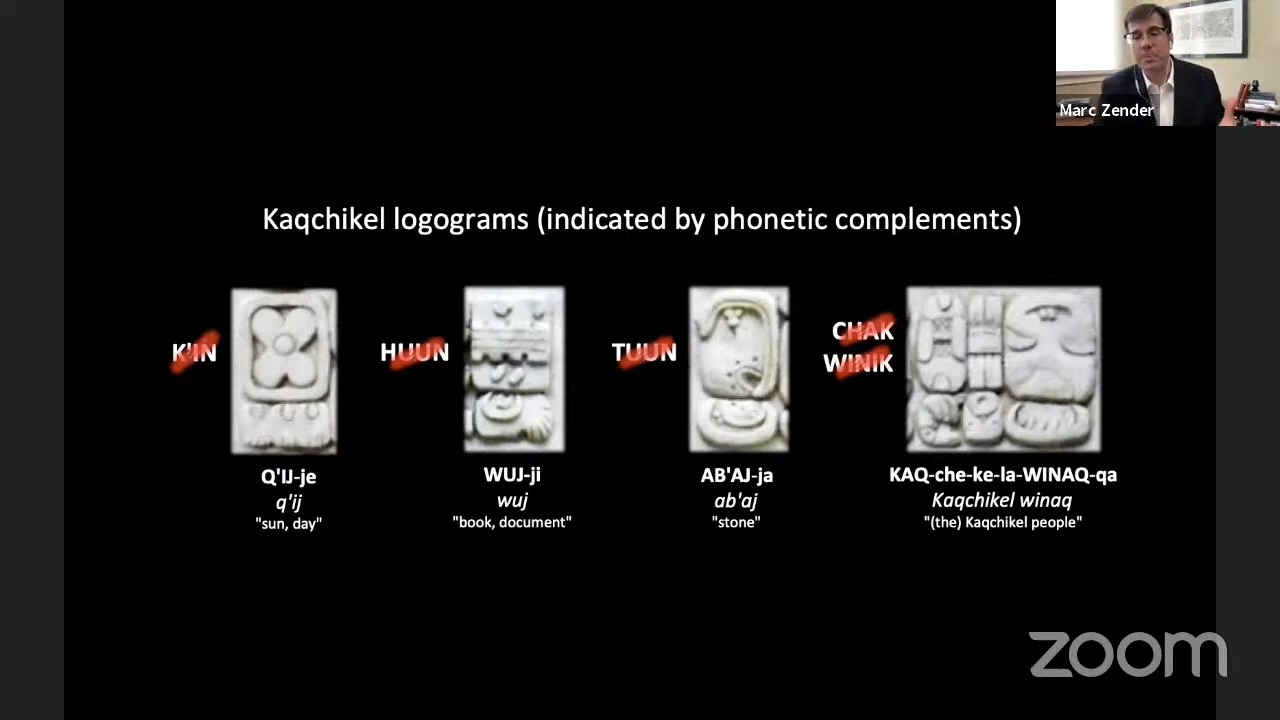 Marc Zender
Kaqchikel logograms (indicated by phonetic complements)
K'IN
HUUN
TUUN
CHAK
WINIK
Q'IJ-je
q'ij
"sun, day"
WUJ-ji
wuj
"book, document"
AB'AJ-ja
ab'aj
"stone"
KAQ-che-ke-la-WINAQ-qa
Kaqchikel winaq
"(the) Kaqchikel people"
zoom